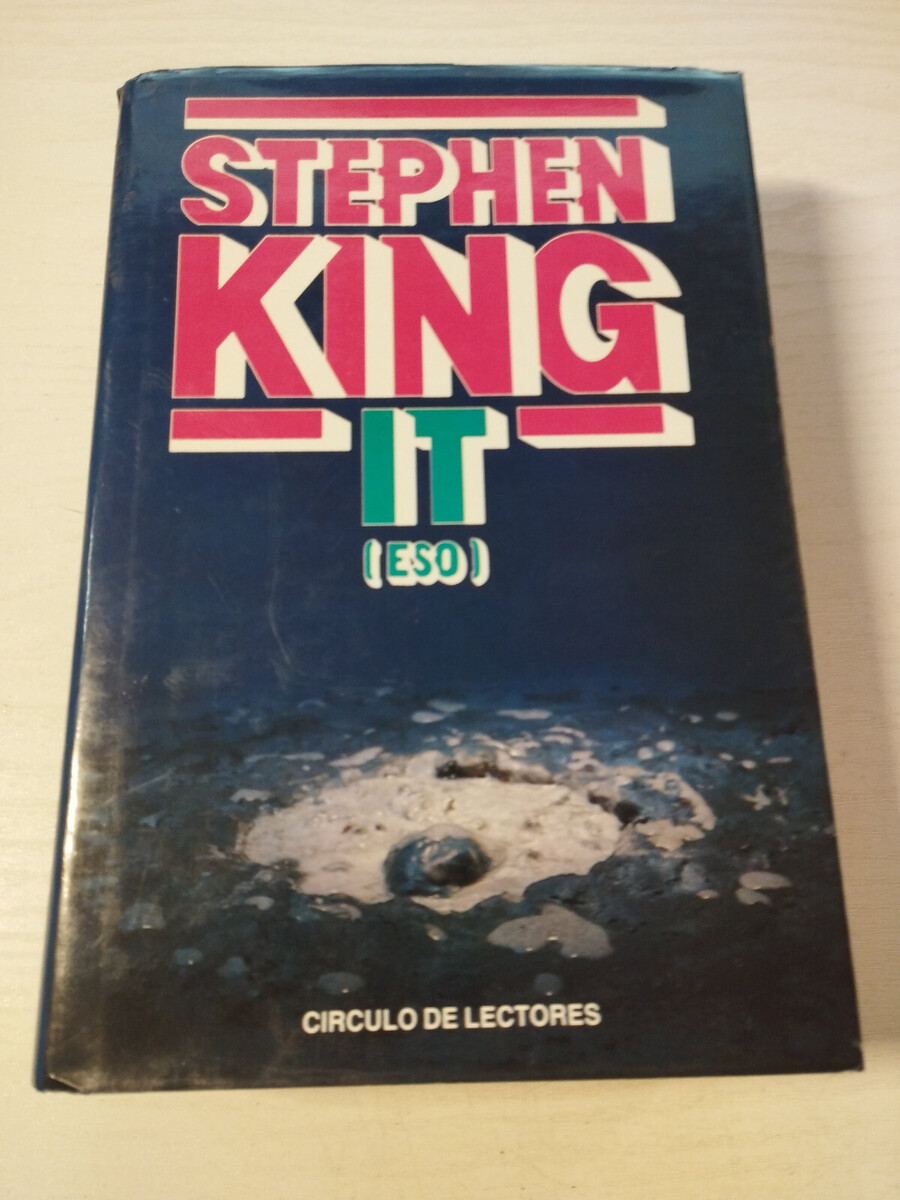 STEPHEN
KING
IT
(ESO)
CIRCULO DE LECTORES